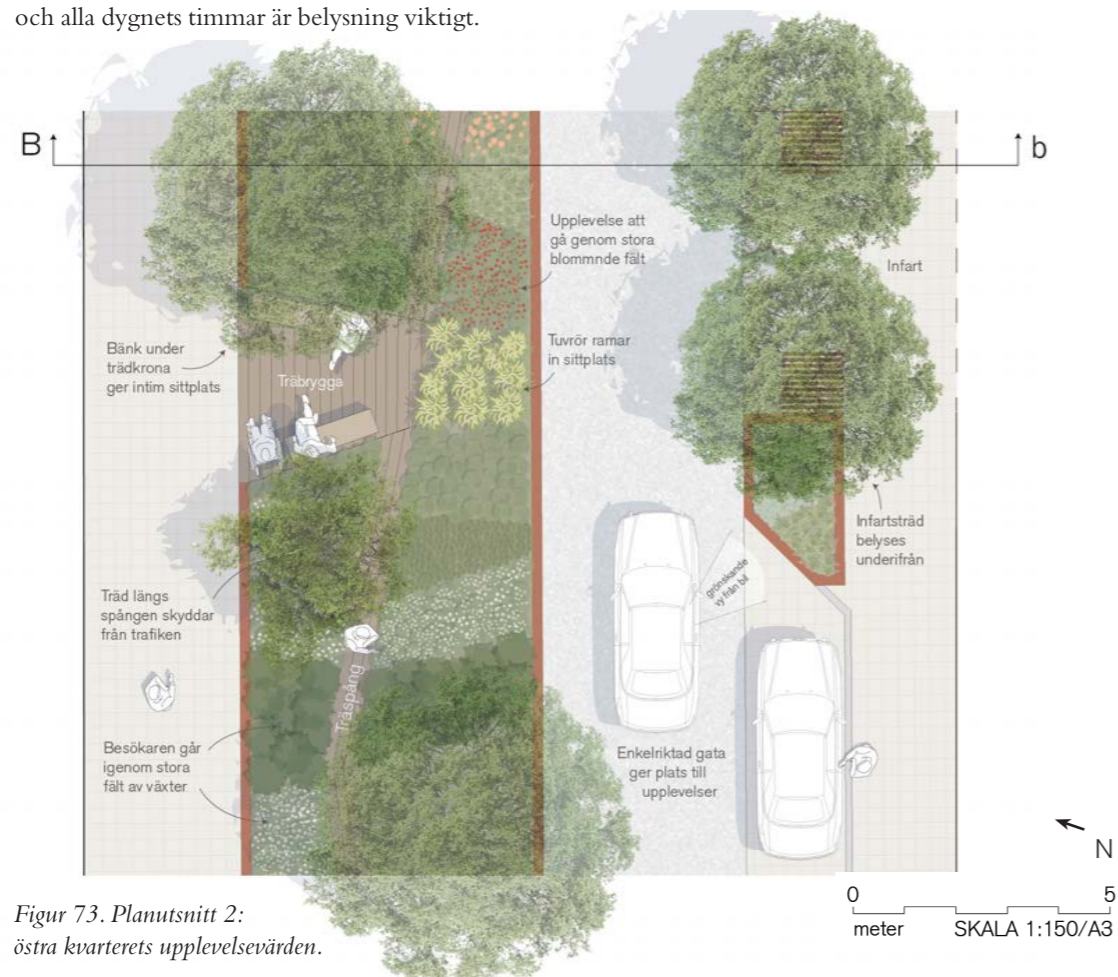 och alla dygnets timmar är belysning viktigt.
B
b
Upplevelse att
gå genom stora
blommnde fält
Infart
Bänk under
trädkrona
ger intim sittplats
Träbrygga
Tuvrör ramar
in sittplats
Infartsträd
belyses
underifrån
grönskande
vy från bil
Träd längs
spången skyddar
från trafiken
Träspång
Besökaren går
igenom stora
fält av växter
Enkelriktad gata
ger plats till
upplevelser
N
0 5
meter SKALA 1:150/A3
Figur 73. Planutsnitt 2:
östra kvarterets upplevelsevärden.